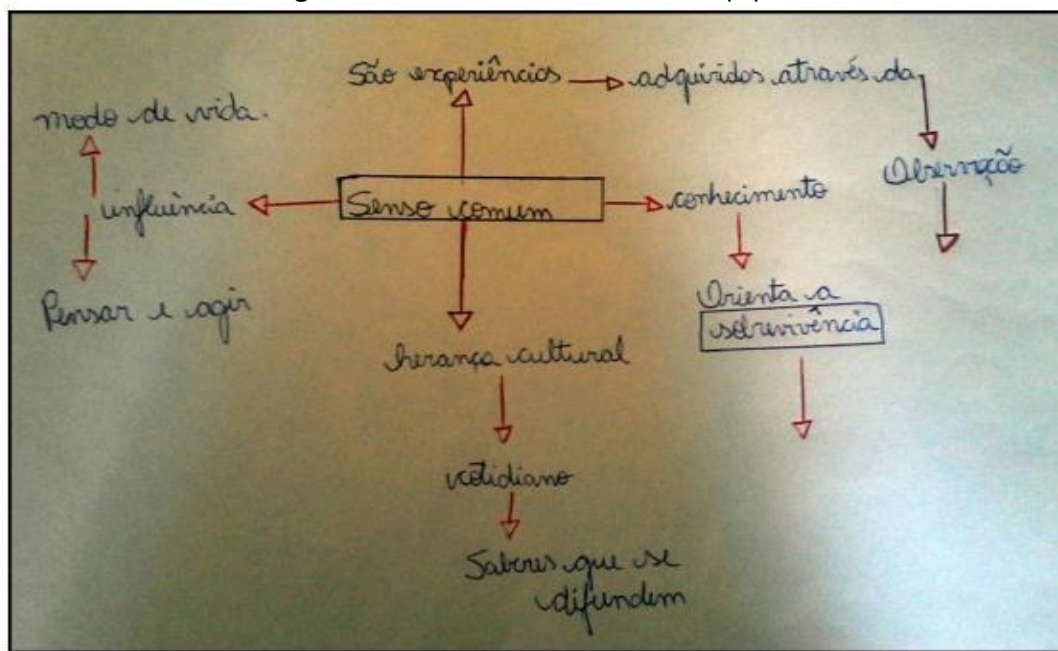 São experiências
adquiridos através da
modo de vida.
Observação
influência
Senso comum
conhecimento
Pensar e agir
Orienta a
sobrevivência
herança cultural
cotidiano
Saberes que se
difundem